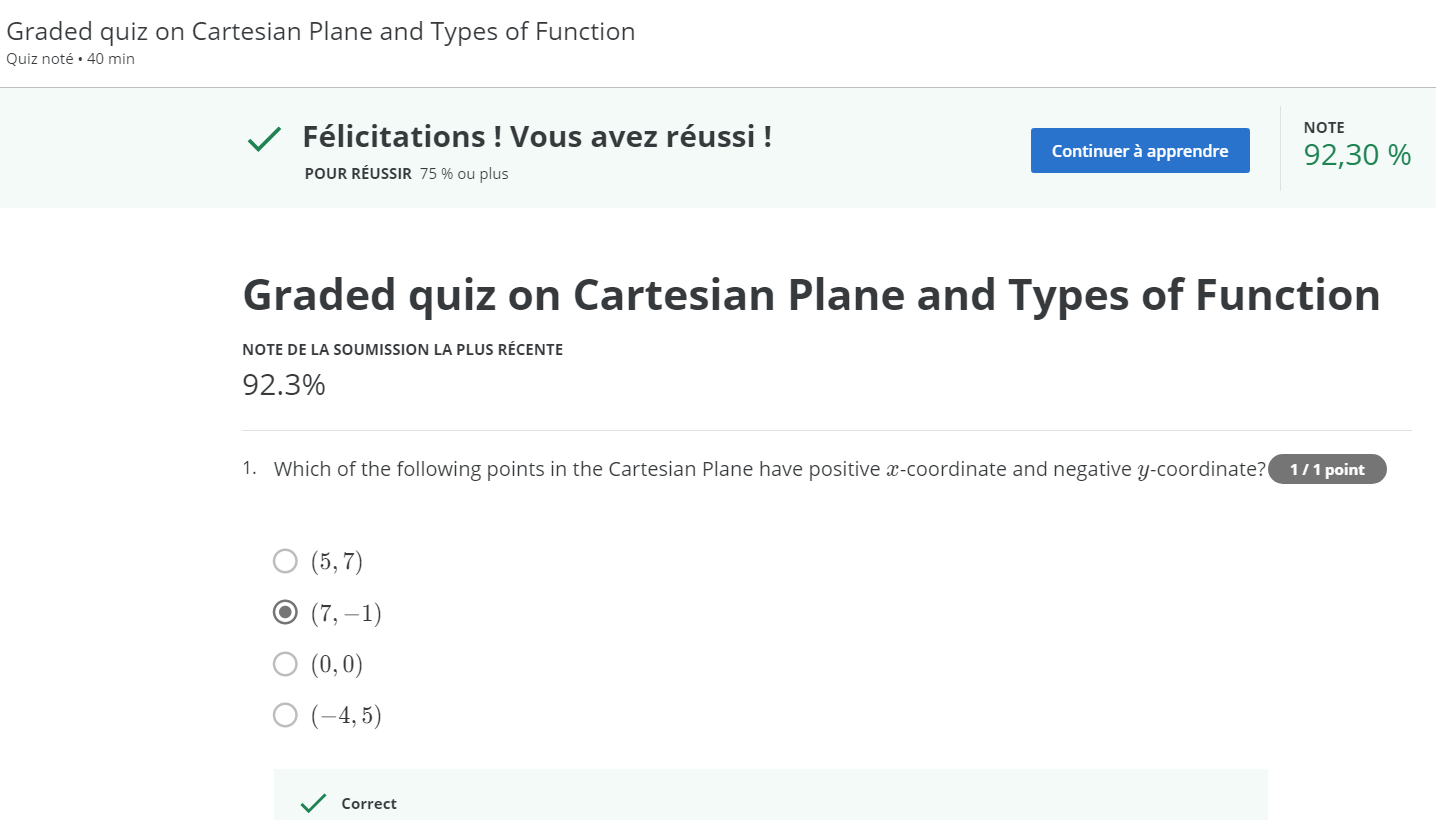 Graded quiz on Cartesian Plane and Types of Function
Quiz noté • 40 min
Félicitations ! Vous avez réussi !
POUR RÉUSSIR 75 % ou plus
Continuer à apprendre
NOTE
92,30 %
Graded quiz on Cartesian Plane and Types of Function
NOTE DE LA SOUMISSION LA PLUS RÉCENTE
92.3%
1. Which of the following points in the Cartesian Plane have positive x-coordinate and negative y-coordinate? 1 / 1 point
(5, 7)
(7, −1)
(0, 0)
(−4, 5)
Correct